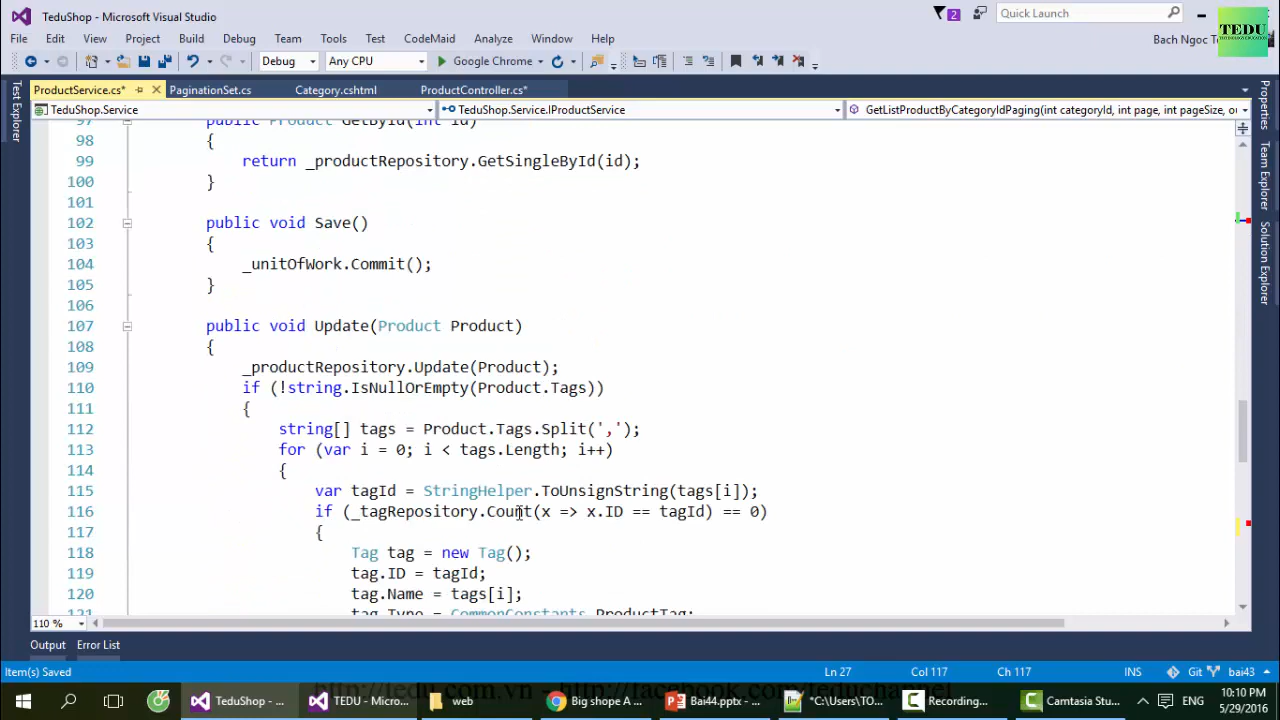 TeduShop - Microsoft Visual Studio
2
Quick Launch
TEDU
File Edit View Project Build Debug Team Tools Test CodeMaid Analyze Window Help
Bach Ngoc
Debug Any CPU Google Chrome
ProductService.cs* PaginationSet.cs Category.cshtml ProductController.cs*
TeduShop.Service TeduShop.Service.IProductService GetListProductByCategoryIdPaging(int categoryId, int page, int pageSize,
Test Explorer
Properties
Team Explorer
Solution Explorer
97 public Product GetById(int id)
98 {
99 return _productRepository.GetSingleById(id);
100 }
101
102 public void Save()
103 {
104 _unitOfWork.Commit();
105 }
106
107 public void Update(Product Product)
108 {
109 _productRepository.Update(Product);
110 if (!string.IsNullOrEmpty(Product.Tags))
111 {
112 string[] tags = Product.Tags.Split(',');
113 for (var i = 0; i < tags.Length; i++)
114 {
115 var tagId = StringHelper.ToUnsignString(tags[i]);
116 if (_tagRepository.Count(x => x.ID == tagId) == 0)
117 {
118 Tag tag = new Tag();
119 tag.ID = tagId;
120 tag.Name = tags[i];
121 tag.Type = CommonConstants.ProductTag;
110 %
Output Error List
Item(s) Saved Ln 27 Col 117 Ch 117 INS Git bai43
TeduShop - ... TEDU - Micro... web Big shope A ... Bai44.pptx - ... *C:\Users\TO... Recording... Camtasia Stu... ENG 10:10 PM
5/29/2016